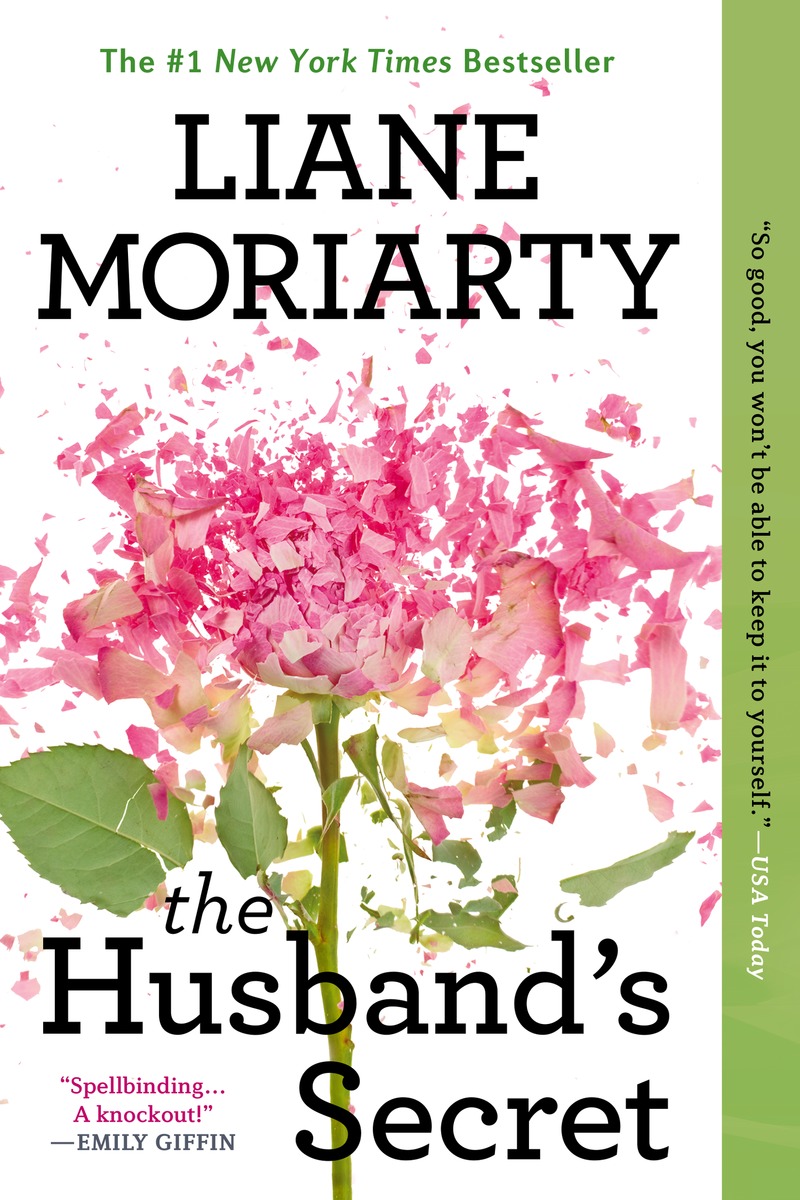 The #1 New York Times Bestseller
LIANE
MORIARTY
the
Husband's
Secret
“Spellbinding...
A knockout!”
—EMILY GIFFIN
“So good, you won't be able to keep it to yourself.” —USA Today